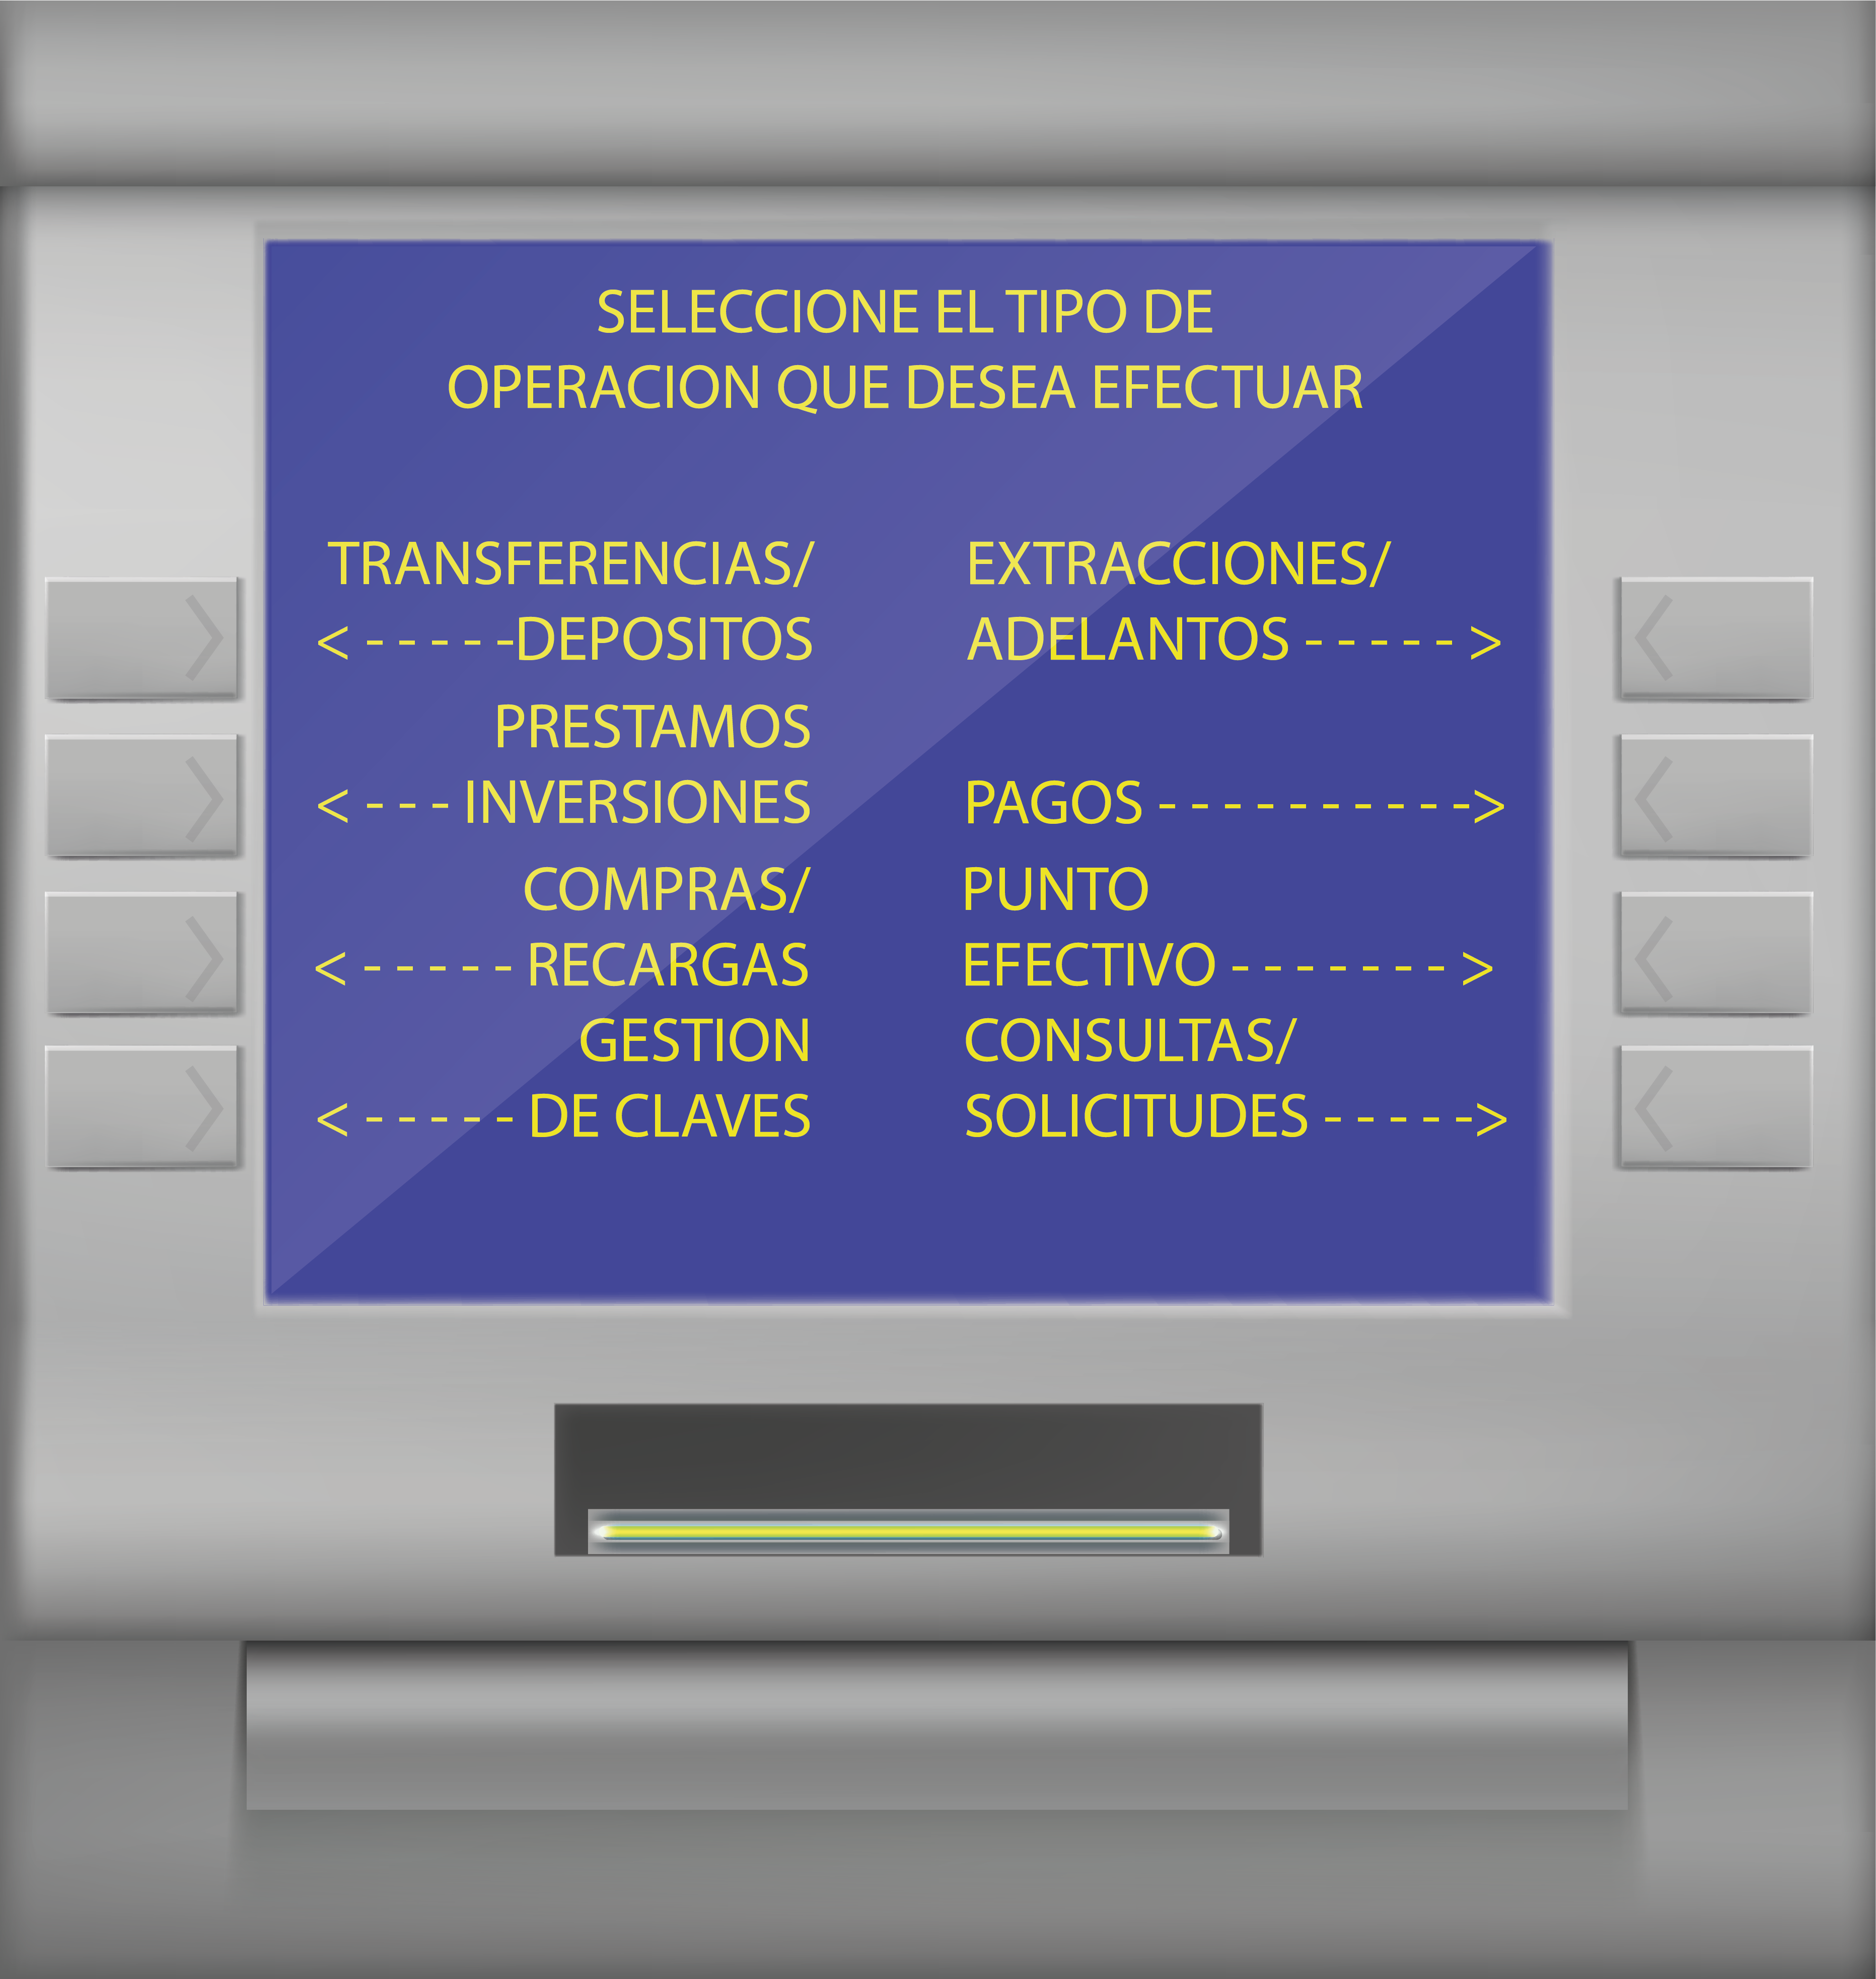 SELECCIONE EL TIPO DE
OPERACION QUE DESEA EFECTUAR
TRANSFERENCIAS/
<-----DEPOSITOS
EXTRACCIONES/
ADELANTOS ----->
PRESTAMOS
<--- INVERSIONES
PAGOS ---------->
COMPRAS/
<----- RECARGAS
PUNTO
EFECTIVO ------->
GESTION
<----- DE CLAVES
CONSULTAS/
SOLICITUDES ----->